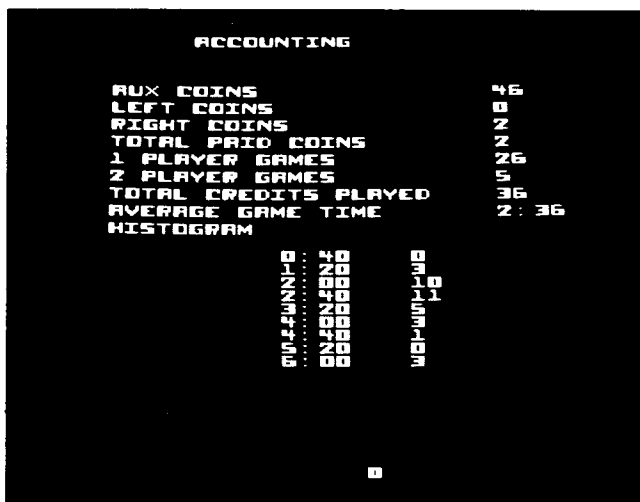 ACCOUNTING
AUX COINS 46
LEFT COINS 0
RIGHT COINS 2
TOTAL PAID COINS 2
1 PLAYER GAMES 26
2 PLAYER GAMES 5
TOTAL CREDITS PLAYED 36
AVERAGE GAME TIME 2:36
HISTOGRAM
0:40 0
1:20 3
2:00 10
2:40 11
3:20 5
4:00 3
4:40 1
5:20 0
6:00 3
0